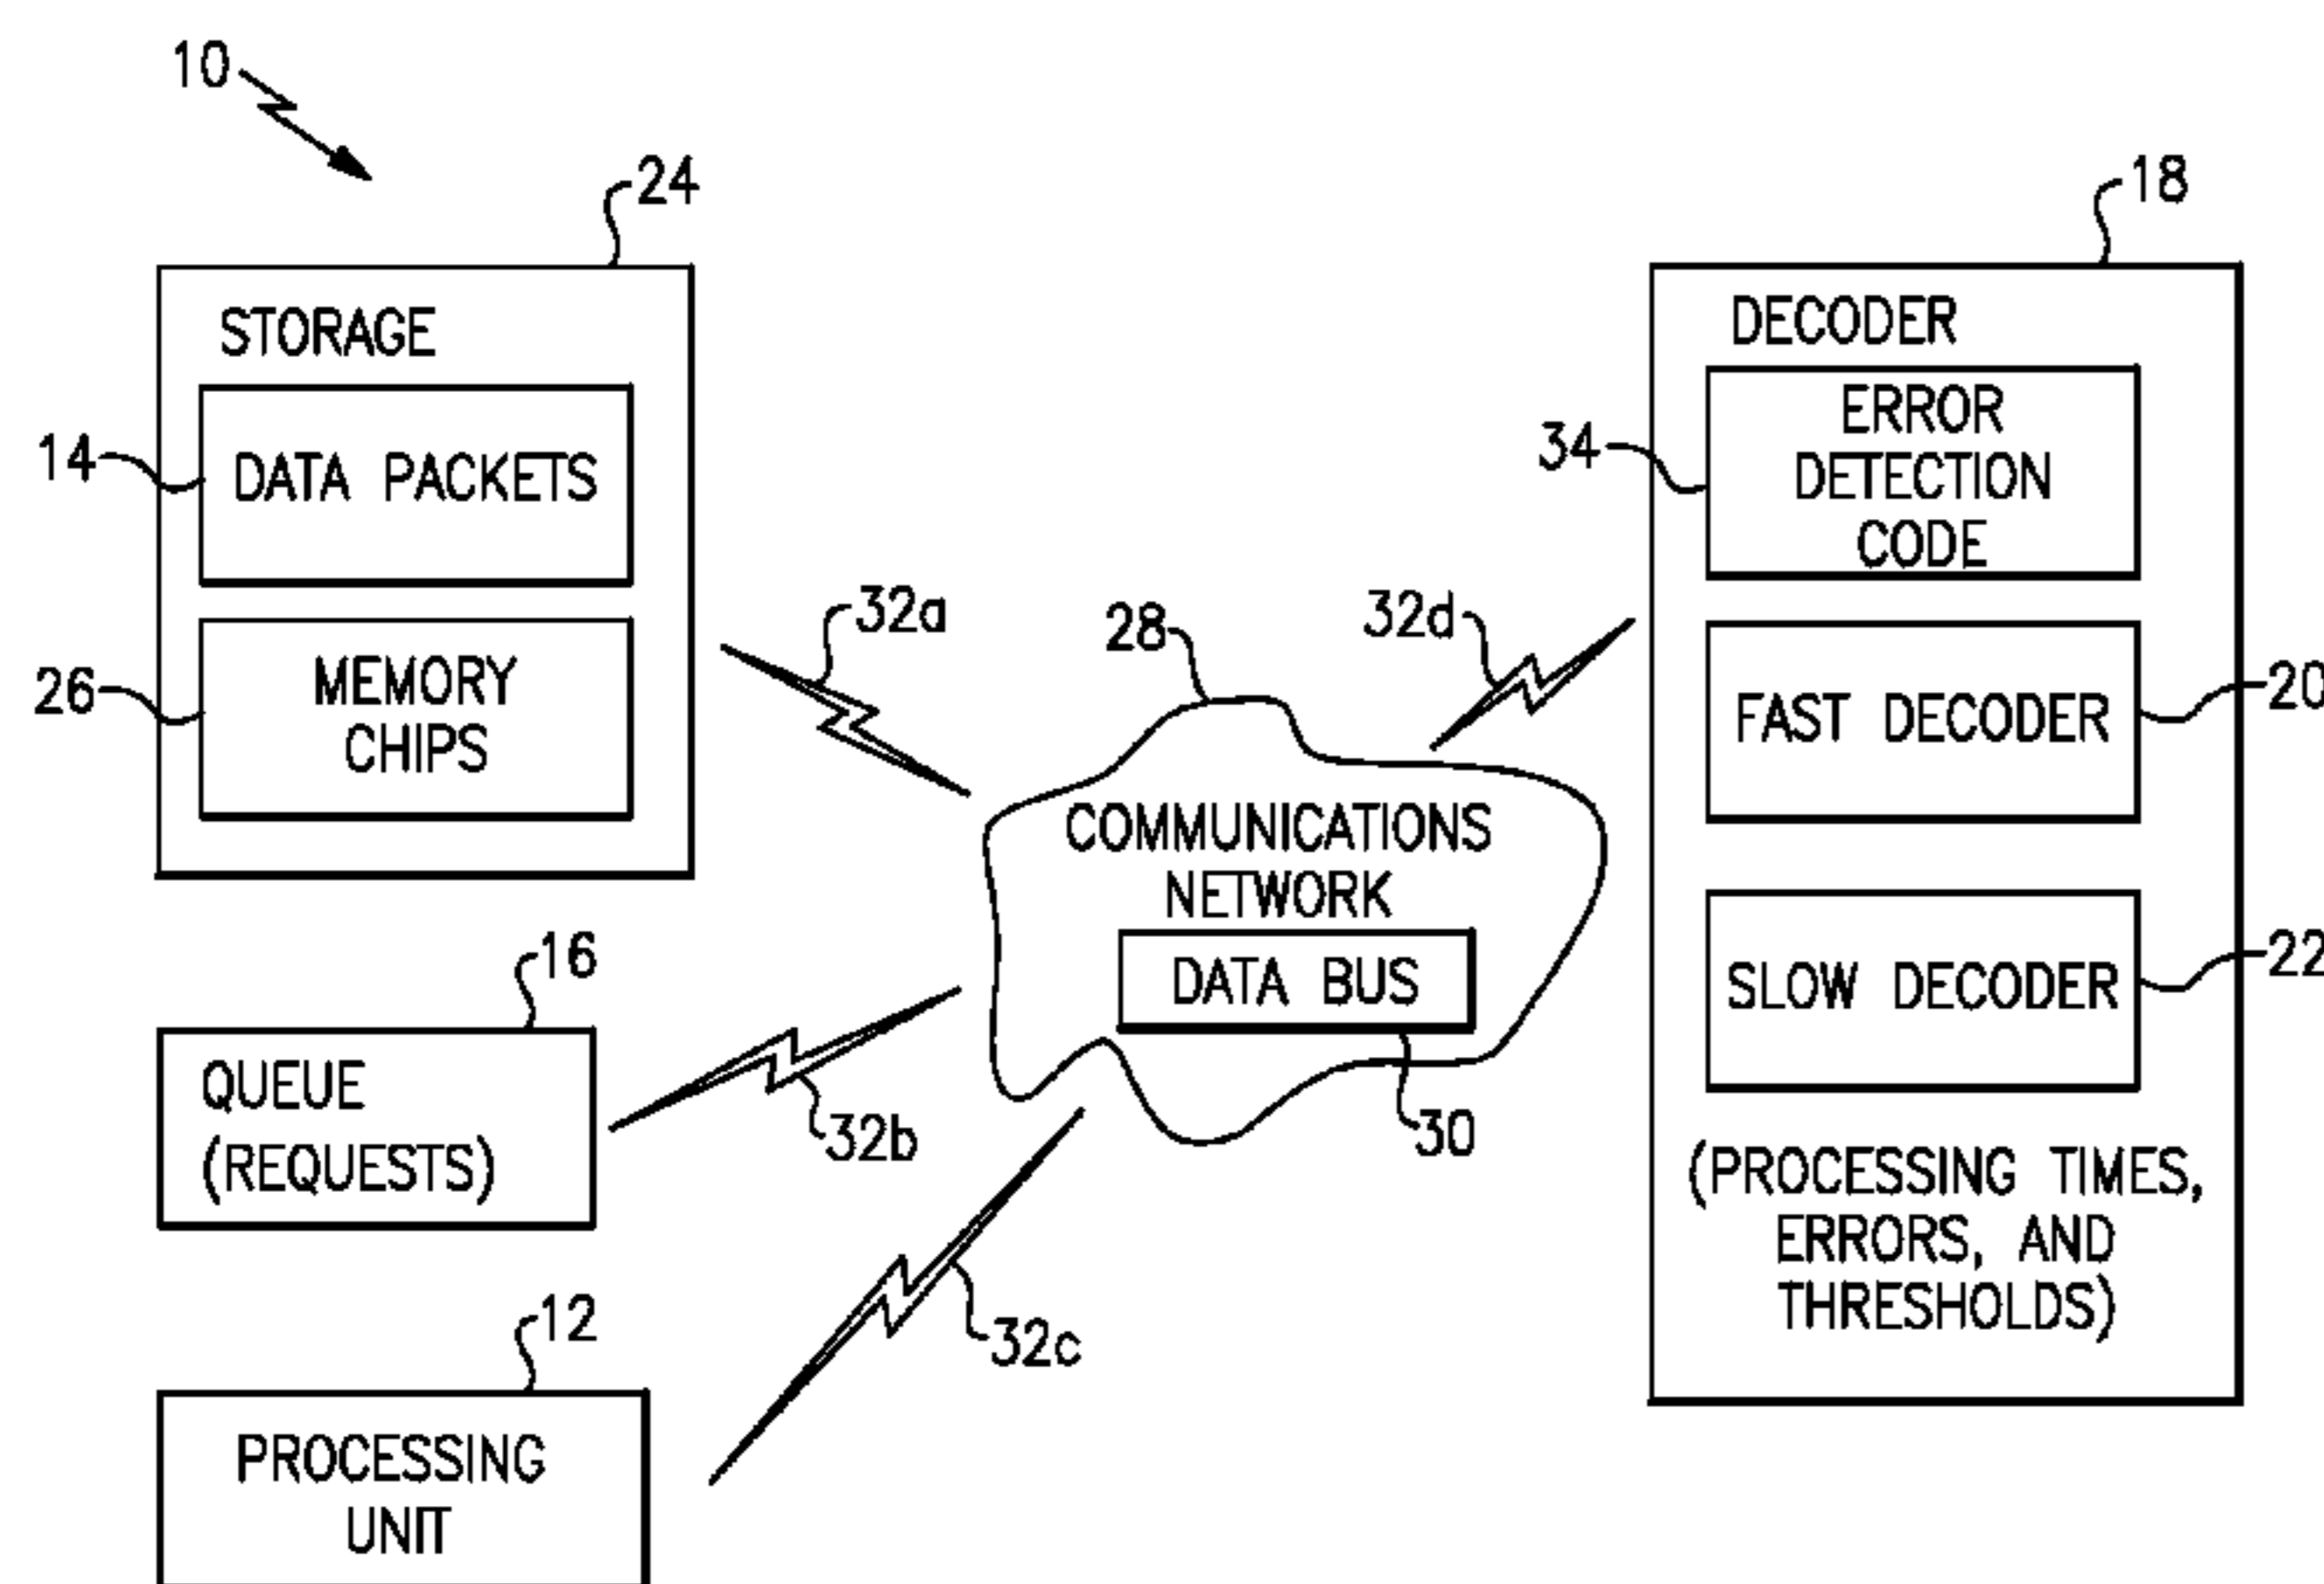 10
24
STORAGE
14
DATA PACKETS
26
MEMORY
CHIPS
16
QUEUE
(REQUESTS)
12
PROCESSING
UNIT
32a
32b
32c
28
32d
COMMUNICATIONS
NETWORK
DATA BUS
30
18
DECODER
34
ERROR
DETECTION
CODE
FAST DECODER
20
SLOW DECODER
22
(PROCESSING TIMES,
ERRORS, AND
THRESHOLDS)